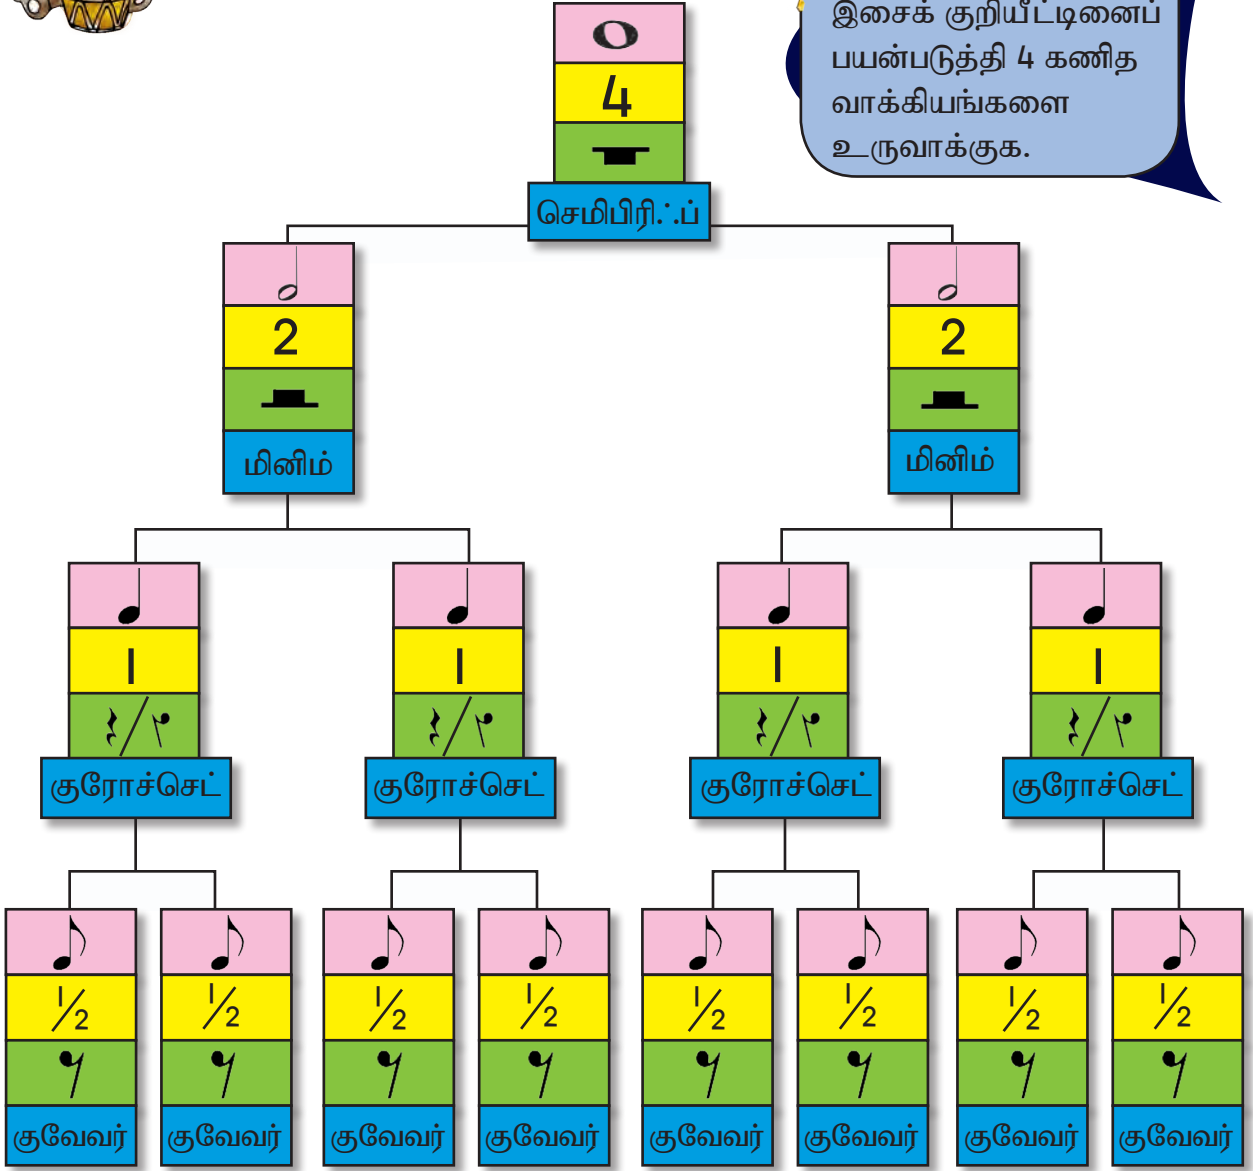 இசைக் குறியீட்டினைப்
பயன்படுத்தி 4 கணித
வாக்கியங்களை
உருவாக்குக.
4
செமிபிரிஃப்
2 2
மினிம் மினிம்
1 1 1 1
குரோச்செட் குரோச்செட் குரோச்செட் குரோச்செட்
1/2 1/2 1/2 1/2 1/2 1/2 1/2 1/2
குவேவர் குவேவர் குவேவர் குவேவர் குவேவர் குவேவர் குவேவர் குவேவர்